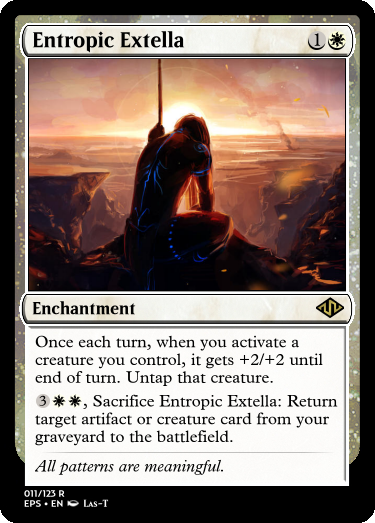 Entropic Extella 1
Enchantment
Once each turn, when you activate a
creature you control, it gets +2/+2 until
end of turn. Untap that creature.
3, Sacrifice Entropic Extella: Return
target artifact or creature card from your
graveyard to the battlefield.
All patterns are meaningful.
011/123 R
EPS • EN Las-T